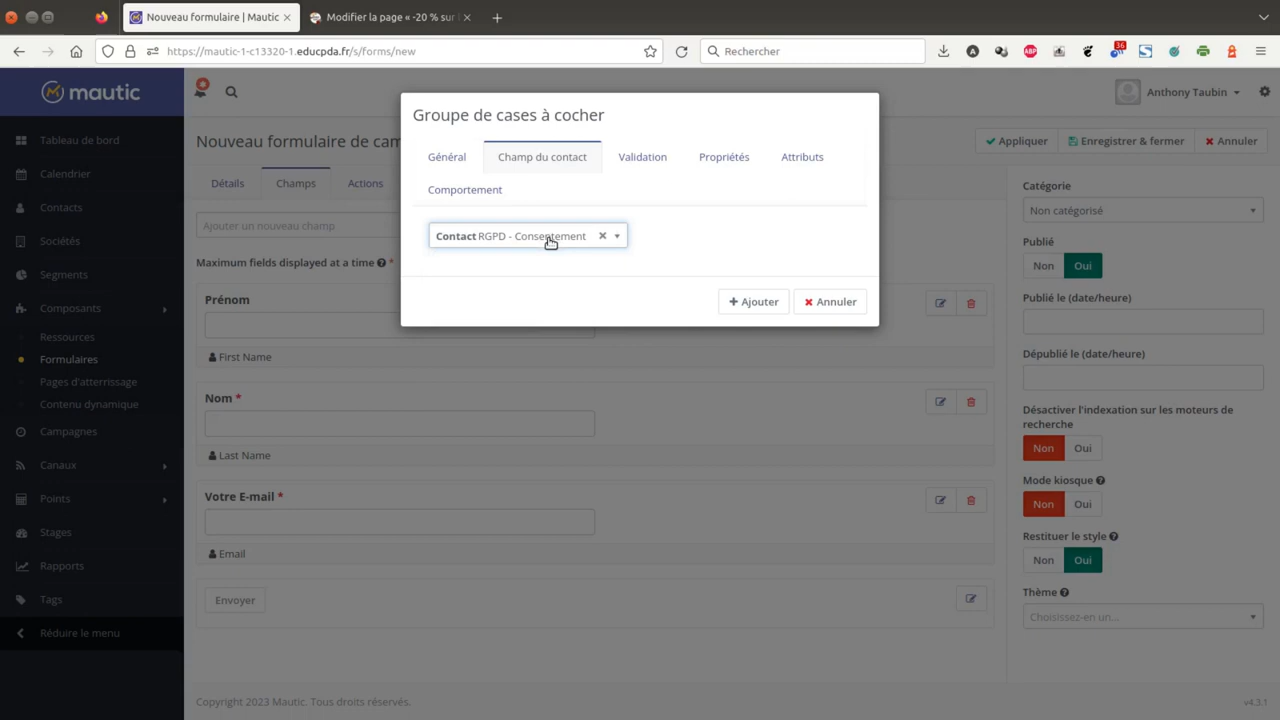 Nouveau formulaire | Mautic
Modifier la page « -20 % sur l
https://mautic-1-c13320-1.educpda.fr/s/forms/new
Rechercher
36
mautic
Anthony Taubin
Tableau de bord
Calendrier
Contacts
Sociétés
Segments
Composants
Ressources
Formulaires
Pages d'atterrissage
Contenu dynamique
Campagnes
Canaux
Points
Stages
Rapports
Tags
Réduire le menu
Nouveau formulaire de cam
Appliquer
Enregistrer & fermer
Annuler
Détails
Champs
Actions
Ajouter un nouveau champ
Maximum fields displayed at a time *
Prénom
First Name
Nom *
Last Name
Votre E-mail *
Email
Envoyer
Groupe de cases à cocher
Général
Champ du contact
Validation
Propriétés
Attributs
Comportement
Contact RGPD - Consentement
Ajouter
Annuler
Catégorie
Non catégorisé
Publié
Non Oui
Publié le (date/heure)
Dépublié le (date/heure)
Désactiver l'indexation sur les moteurs de
recherche
Non Oui
Mode kiosque
Non Oui
Restituer le style
Non Oui
Thème
Choisissez-en un...
Copyright 2023 Mautic. Tous droits réservés.
v4.3.1